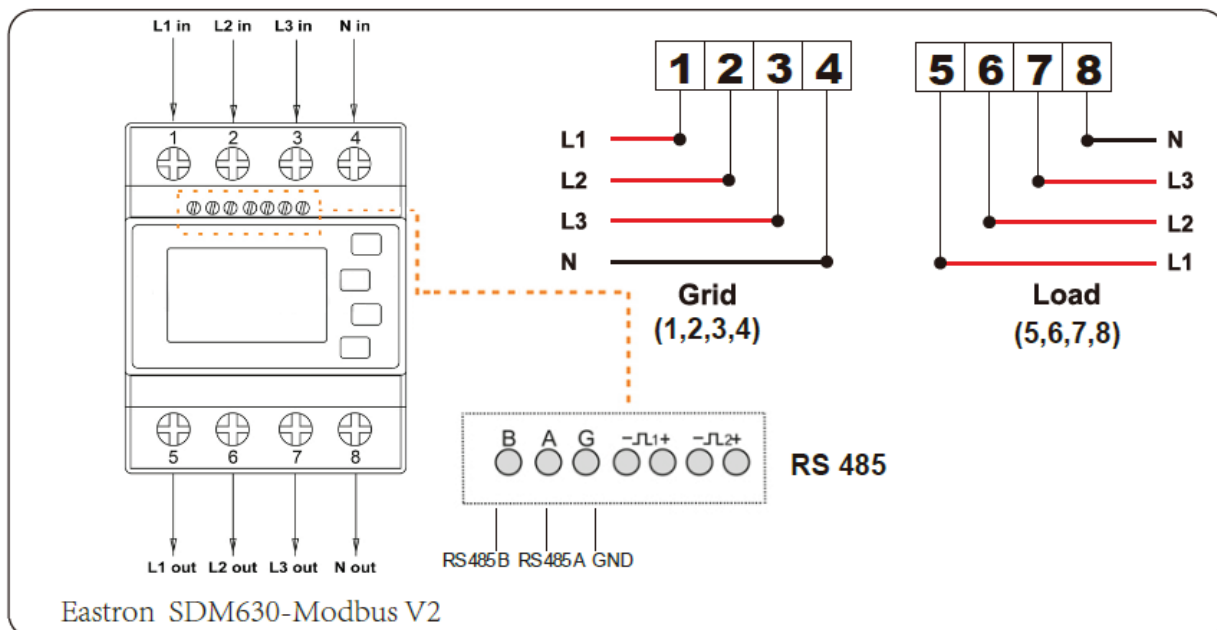 L1 in L2 in L3 in N in
1 2 3 4
5 6 7 8
L1 out L2 out L3 out N out
1 2 3 4
L1
L2
L3
N
Grid
(1,2,3,4)
5 6 7 8
N
L3
L2
L1
Load
(5,6,7,8)
B A G -⎍1+ -⎍2+
RS 485
RS485B RS485A GND
Eastron SDM630-Modbus V2